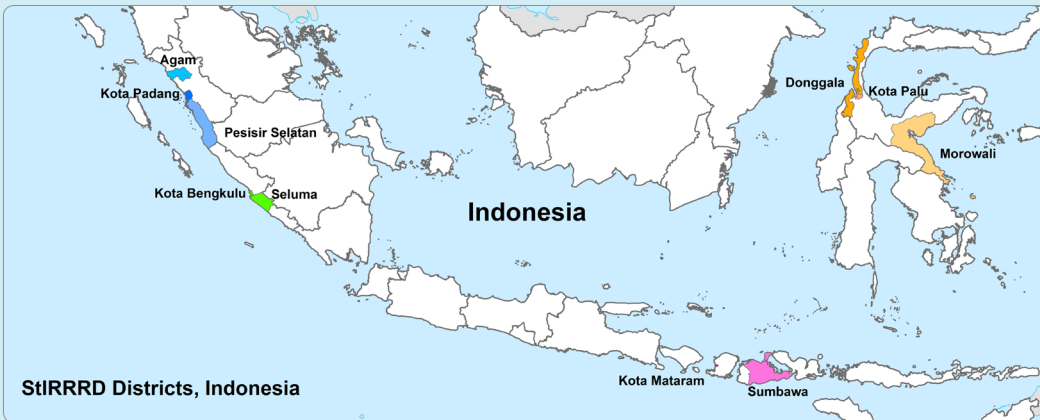 Agam
Kota Padang
Pesisir Selatan
Kota Bengkulu
Seluma
Indonesia
Donggala
Kota Palu
Morowali
Kota Mataram
Sumbawa
StIRRRD Districts, Indonesia